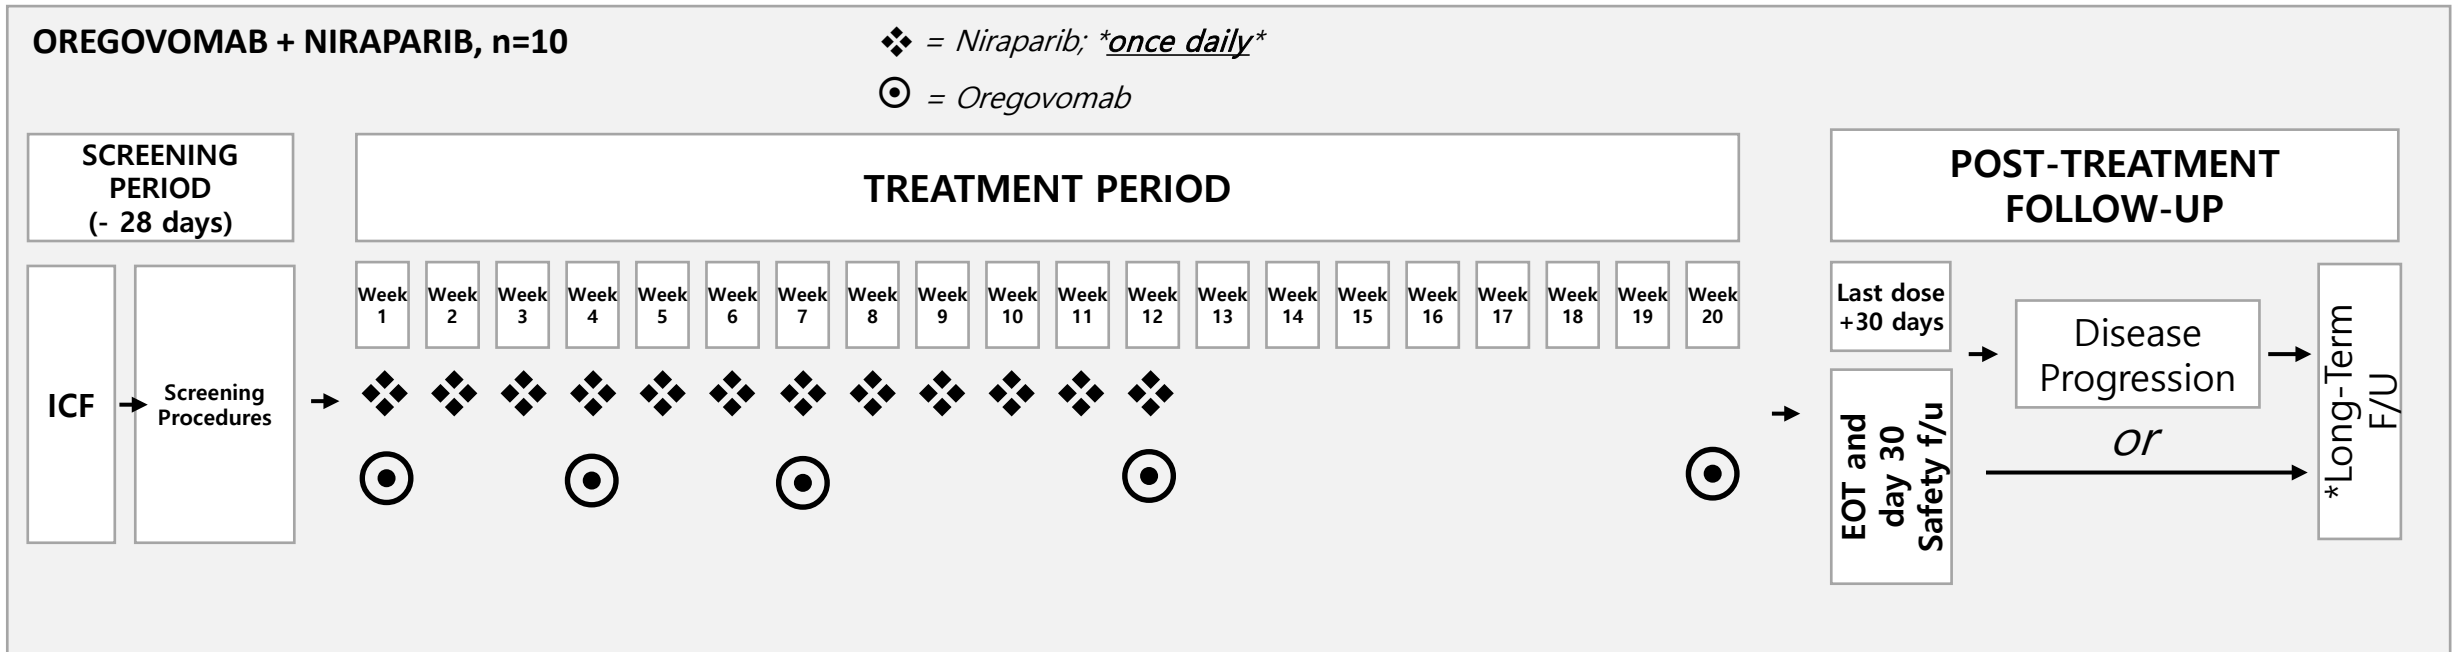 OREGOVOMAB + NIRAPARIB, n=10
❖ = Niraparib; *once daily*
⦿ = Oregovomab
SCREENING
PERIOD
(- 28 days)
TREATMENT PERIOD
POST-TREATMENT
FOLLOW-UP
ICF
Screening
Procedures
Week
1
Week
2
Week
3
Week
4
Week
5
Week
6
Week
7
Week
8
Week
9
Week
10
Week
11
Week
12
Week
13
Week
14
Week
15
Week
16
Week
17
Week
18
Week
19
Week
20
Last dose
+30 days
EOT and
day 30
Safety f/u
Disease
Progression
or
*Long-Term
F/U